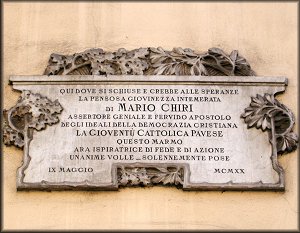 QUI DOVE SI SCHIUSE E CREBBE ALLE SPERANZE
LA PENSOSA GIOVINEZZA INTEMERATA
DI MARIO CHIRI
ASSERTORE GENIALE E FERVIDO APOSTOLO
DEGLI IDEALI DELLA DEMOCRAZIA CRISTIANA
LA GIOVENTÙ CATTOLICA PAVESE
QUESTO MARMO
ARA ISPIRATRICE DI FEDE E DI AZIONE
UNANIME VOLLE - SOLENNEMENTE POSE
IX MAGGIO MCMXX